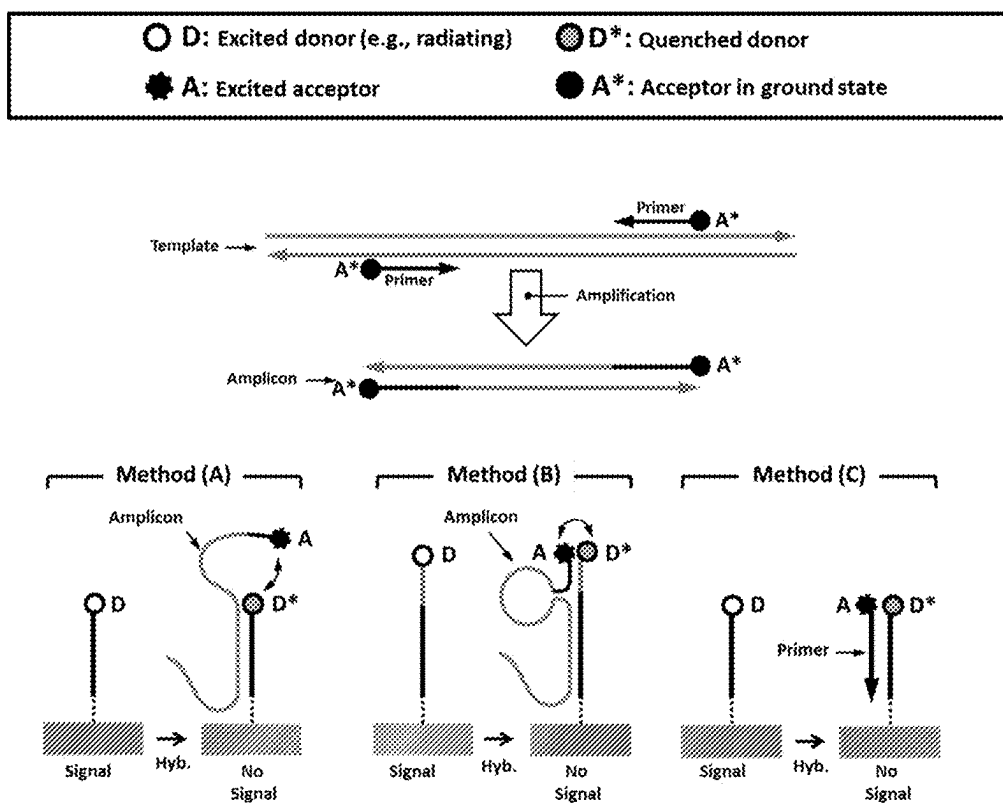 D: Excited donor (e.g., radiating)
D*: Quenched donor
A: Excited acceptor
A*: Acceptor in ground state
Primer
A*
Template
A*
Primer
Amplification
A*
Amplicon
A*
Method (A)
Amplicon
A
D
D*
Signal
Hyb.
No
Signal
Method (B)
Amplicon
D
A
D*
Signal
Hyb.
No
Signal
Method (C)
D
A
D*
Primer
Signal
Hyb.
No
Signal